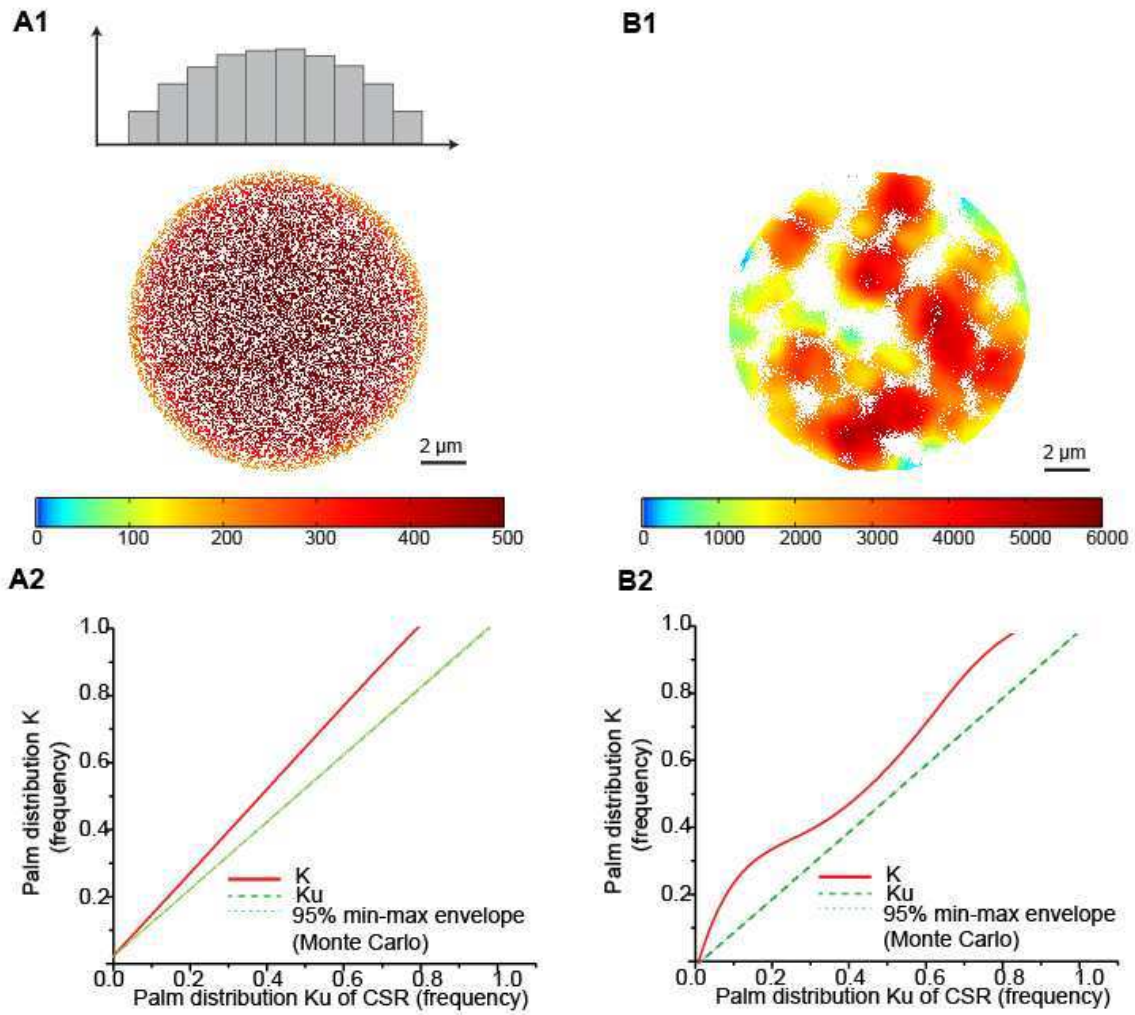 A1
B1
2 µm
2 µm
0 100 200 300 400 500
0 1000 2000 3000 4000 5000 6000
A2
B2
1.0
0.8
0.6
0.4
0.2
Palm distribution K
(frequency)
K
Ku
95% min-max envelope
(Monte Carlo)
0.0 0.2 0.4 0.6 0.8 1.0
Palm distribution Ku of CSR (frequency)
1.0
0.8
0.6
0.4
0.2
Palm distribution K
(frequency)
K
Ku
95% min-max envelope
(Monte Carlo)
0.0 0.2 0.4 0.6 0.8 1.0
Palm distribution Ku of CSR (frequency)